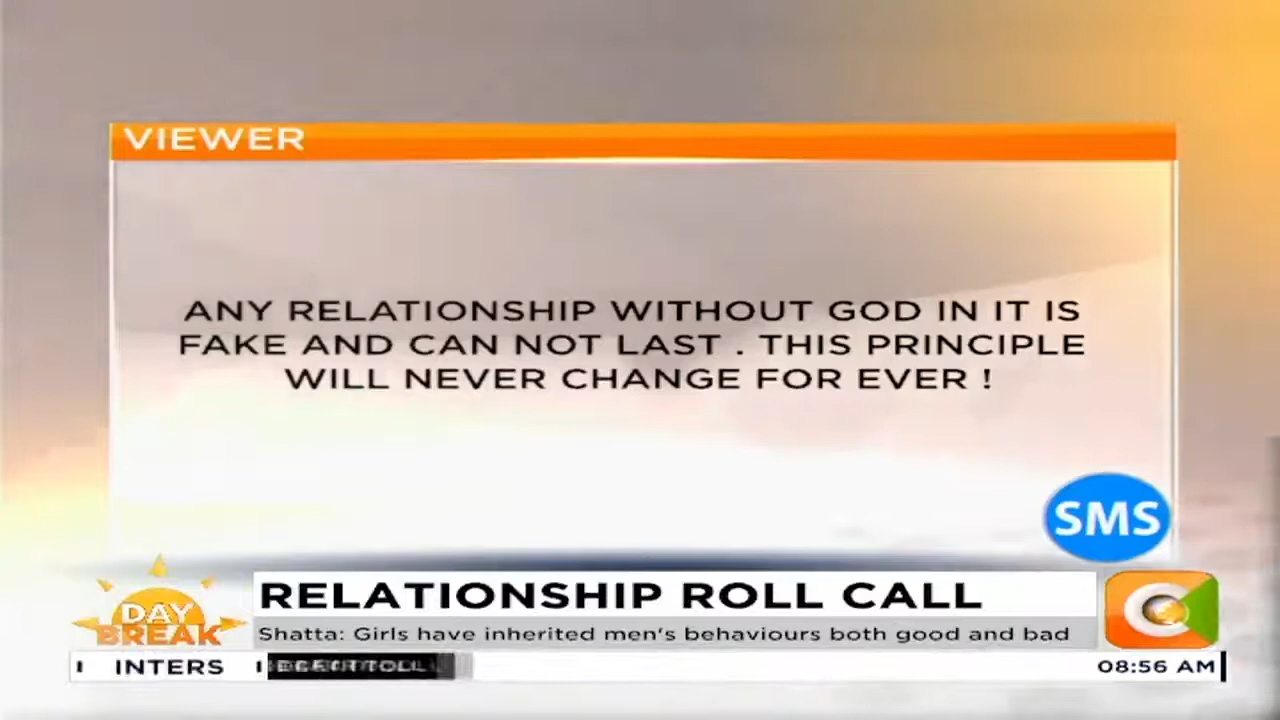 VIEWER
ANY RELATIONSHIP WITHOUT GOD IN IT IS
FAKE AND CAN NOT LAST . THIS PRINCIPLE
WILL NEVER CHANGE FOR EVER !
SMS
DAY
BREAK
RELATIONSHIP ROLL CALL
Shatta: Girls have inherited men's behaviours both good and bad
INTERS
08:56 AM